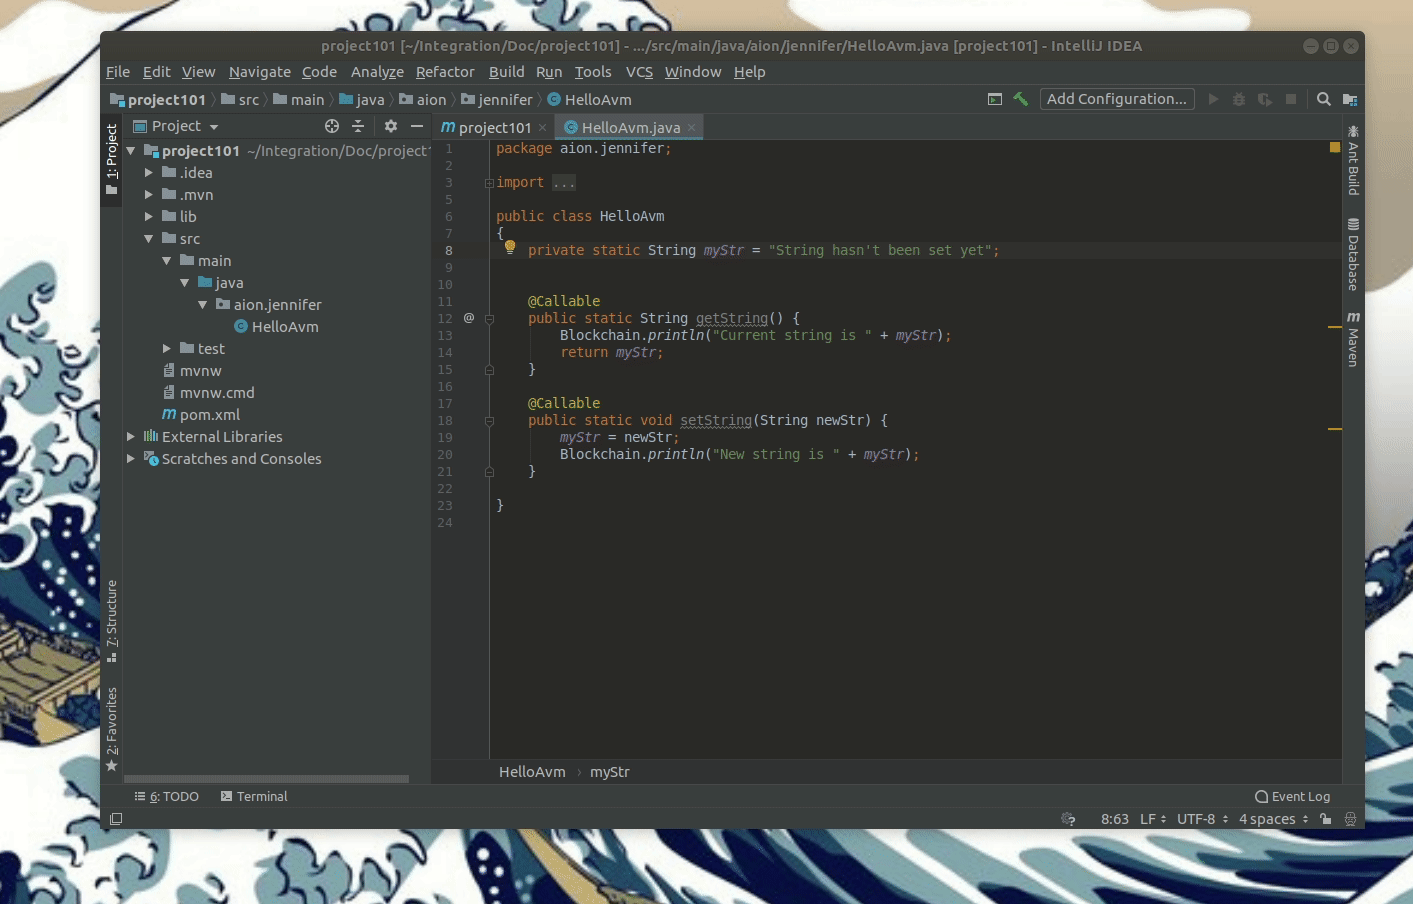 project101 [~/Integration/Doc/project101] - .../src/main/java/aion/jennifer/HelloAvm.java [project101] - IntelliJ IDEA
File Edit View Navigate Code Analyze Refactor Build Run Tools VCS Window Help
project101 src main java aion jennifer HelloAvm Add Configuration...
1: Project
Project
project101 ~/Integration/Doc/project1
.idea
.mvn
lib
src
main
java
aion.jennifer
HelloAvm
test
mvnw
mvnw.cmd
pom.xml
External Libraries
Scratches and Consoles
7: Structure
2: Favorites
project101 HelloAvm.java
1 package aion.jennifer;
2
3 import ...
5
6 public class HelloAvm
7 {
8 private static String myStr = "String hasn't been set yet";
9
10
11 @Callable
12 @ public static String getString() {
13 Blockchain.println("Current string is " + myStr);
14 return myStr;
15 }
16
17 @Callable
18 public static void setString(String newStr) {
19 myStr = newStr;
20 Blockchain.println("New string is " + myStr);
21 }
22
23 }
24
HelloAvm › myStr
Ant Build
Database
Maven
6: TODO Terminal Event Log
8:63 LF UTF-8 4 spaces